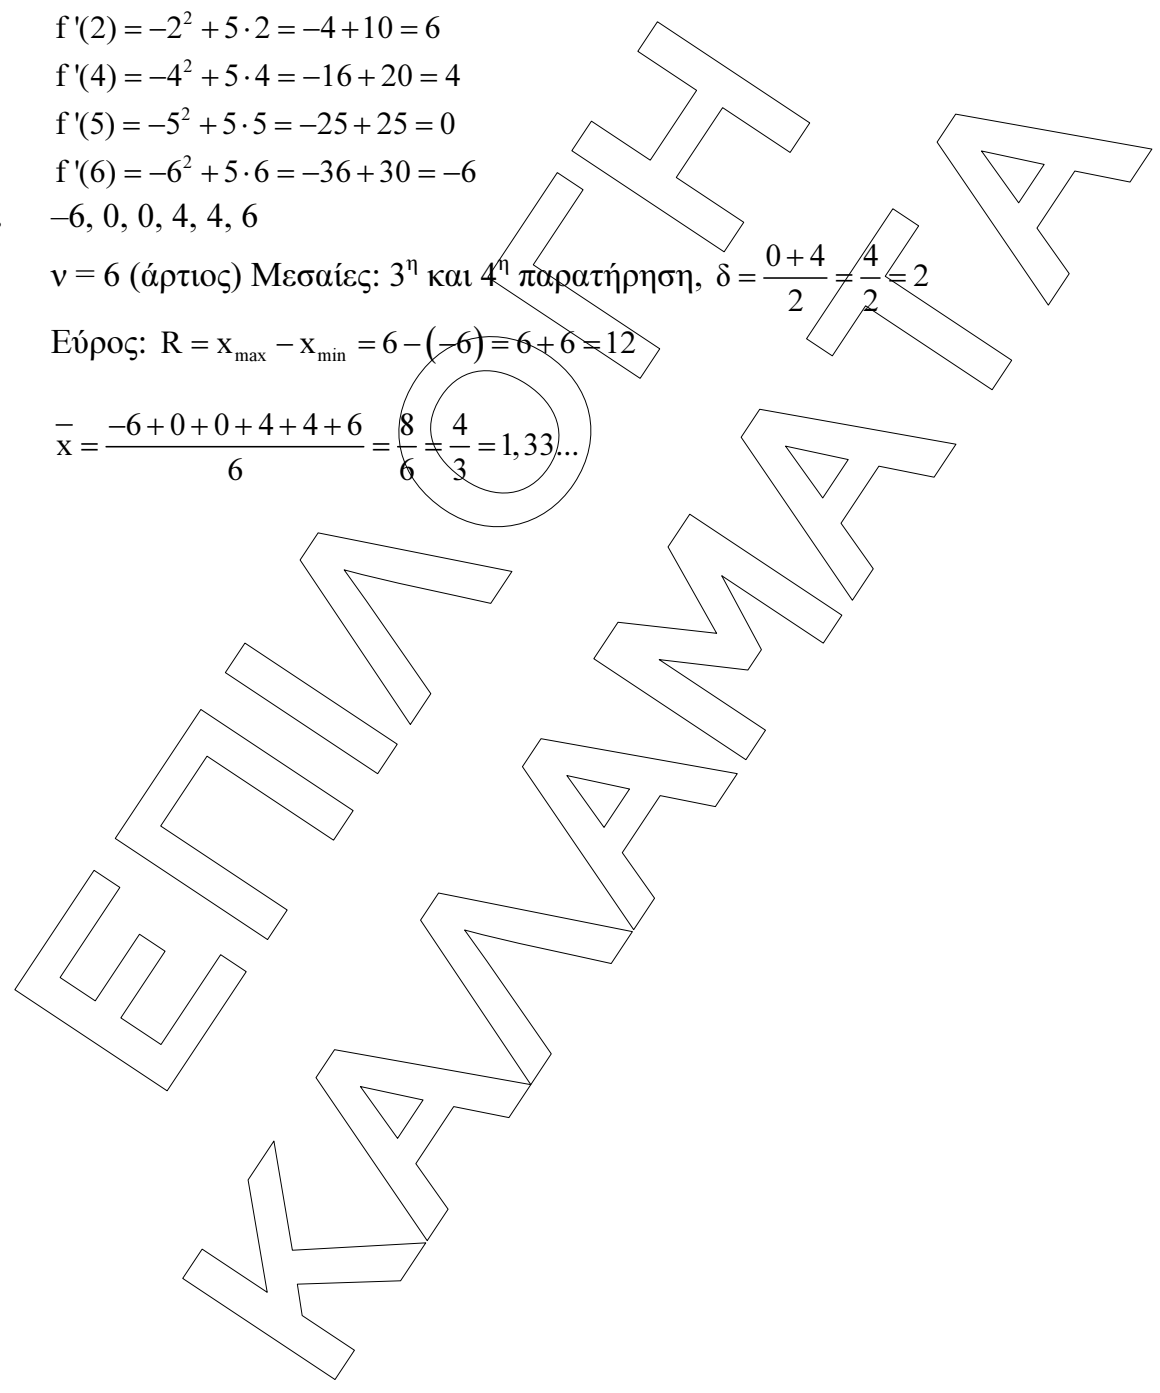 f '(2) = –2² + 5 · 2 = –4 + 10 = 6
f '(4) = –4² + 5 · 4 = –16 + 20 = 4
f '(5) = –5² + 5 · 5 = –25 + 25 = 0
f '(6) = –6² + 5 · 6 = –36 + 30 = –6
–6, 0, 0, 4, 4, 6
ν = 6 (άρτιος) Μεσαίες: 3η και 4η παρατήρηση, δ = (0 + 4)/2 = 4/2 = 2
Εύρος: R = x_max – x_min = 6 – (–6) = 6 + 6 = 12
x̄ = (–6 + 0 + 0 + 4 + 4 + 6)/6 = 8/6 = 4/3 = 1,33...
ΕΠΙΛΟΓΗ
ΚΑΛΑΜΑΤΑ